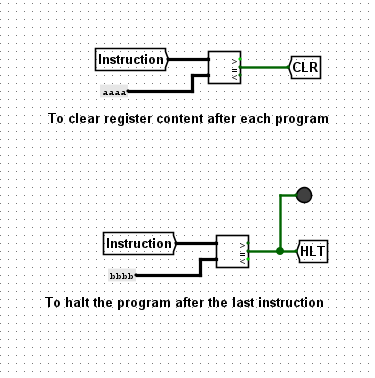 Instruction
CLR
aaaa
To clear register content after each program
Instruction
HLT
bbbb
To halt the program after the last instruction